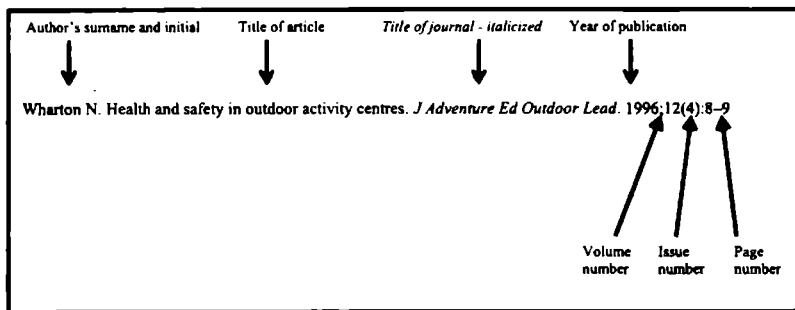 Author's surname and initial Title of article Title of journal - italicized Year of publication
Wharton N. Health and safety in outdoor activity centres. J Adventure Ed Outdoor Lead. 1996;12(4):8–9
Volume Issue Page
number number number